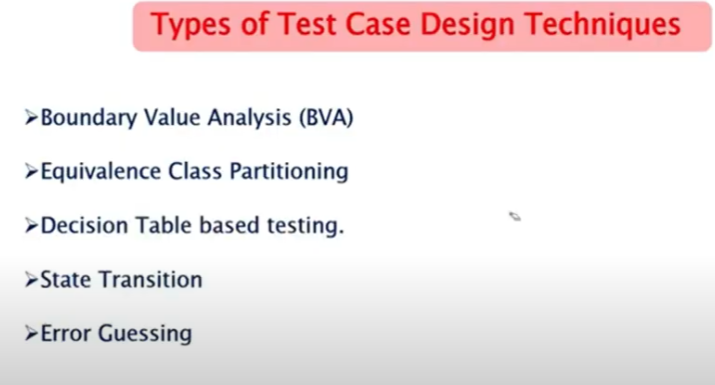 Types of Test Case Design Techniques
➢Boundary Value Analysis (BVA)
➢Equivalence Class Partitioning
➢Decision Table based testing.
➢State Transition
➢Error Guessing